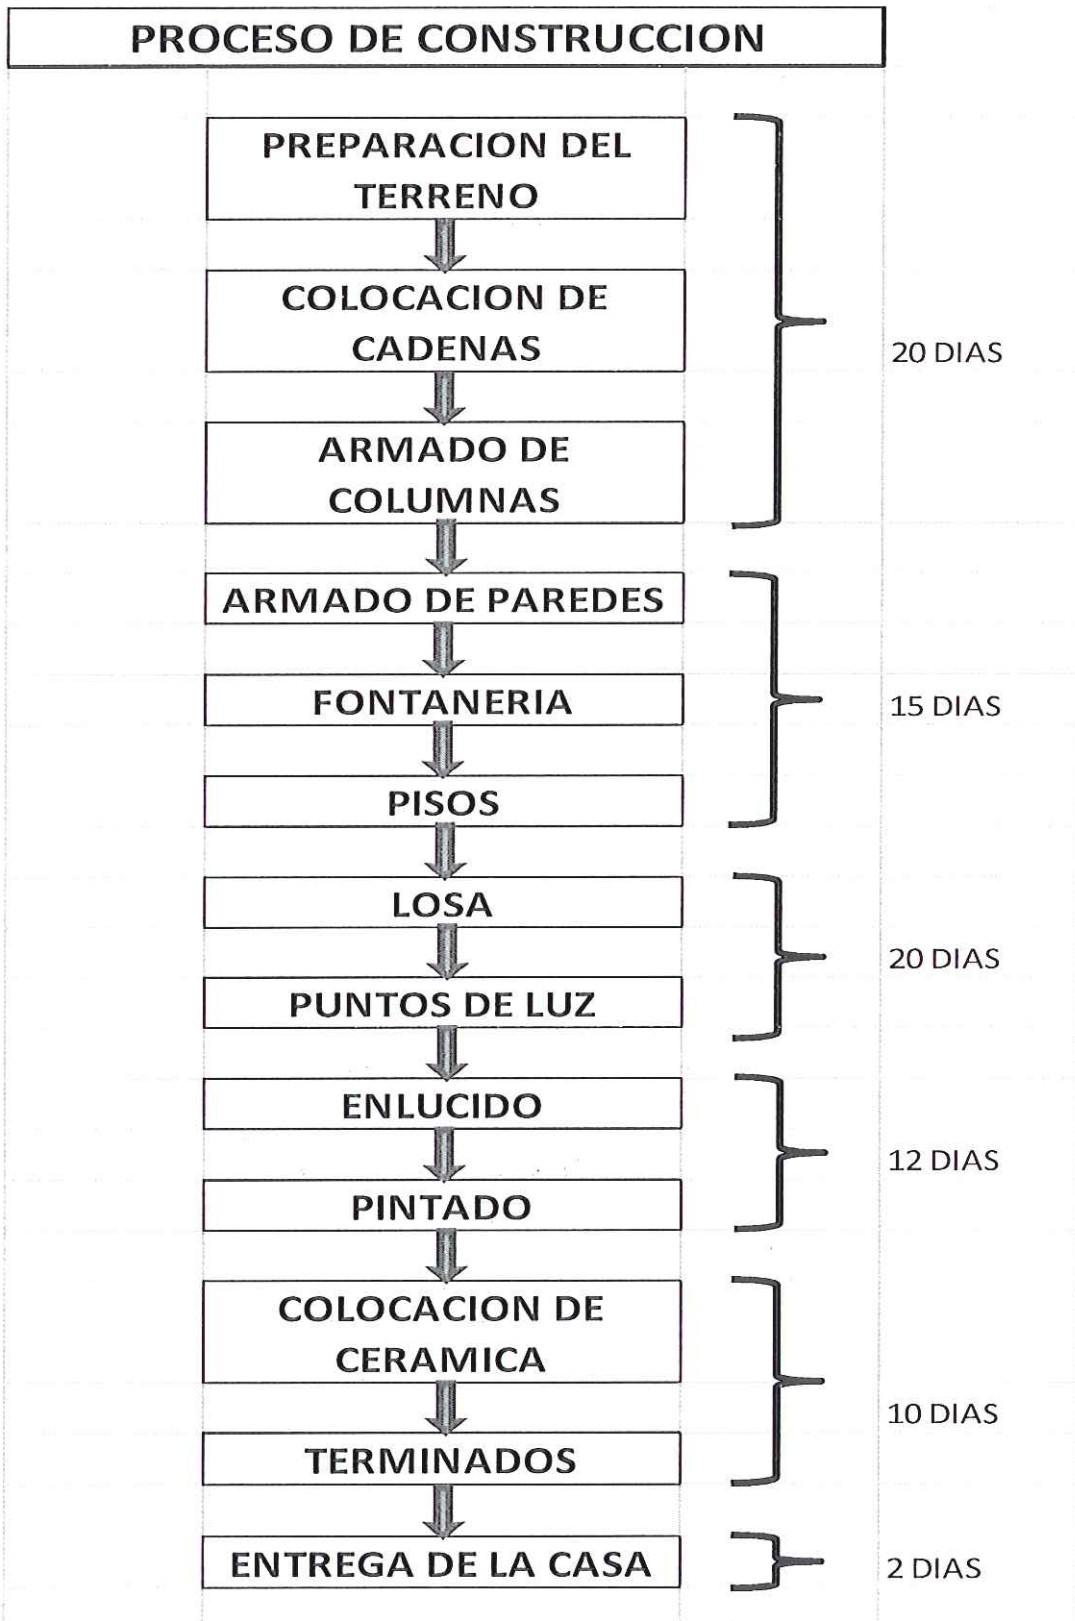 PROCESO DE CONSTRUCCION
PREPARACION DEL
TERRENO
COLOCACION DE
CADENAS
20 DIAS
ARMADO DE
COLUMNAS
ARMADO DE PAREDES
FONTANERIA
15 DIAS
PISOS
LOSA
20 DIAS
PUNTOS DE LUZ
ENLUCIDO
12 DIAS
PINTADO
COLOCACION DE
CERAMICA
10 DIAS
TERMINADOS
ENTREGA DE LA CASA
2 DIAS